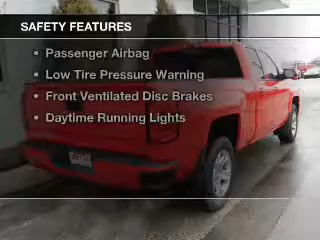 SAFETY FEATURES
• Passenger Airbag
• Low Tire Pressure Warning
• Front Ventilated Disc Brakes
• Daytime Running Lights